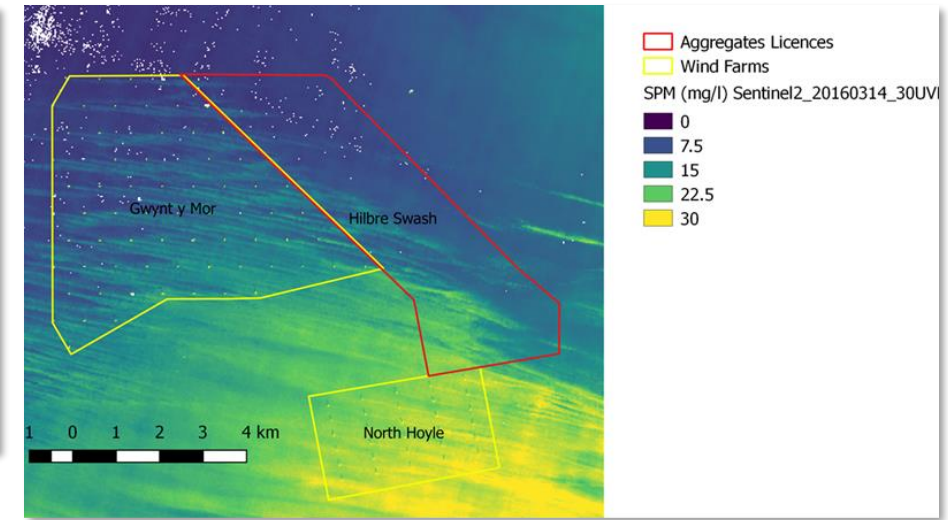 Aggregates Licences
Wind Farms
SPM (mg/l) Sentinel2_20160314_30UV
0
7.5
15
22.5
30
Gwynt y Mor
Hilbre Swash
North Hoyle
1 0 1 2 3 4 km